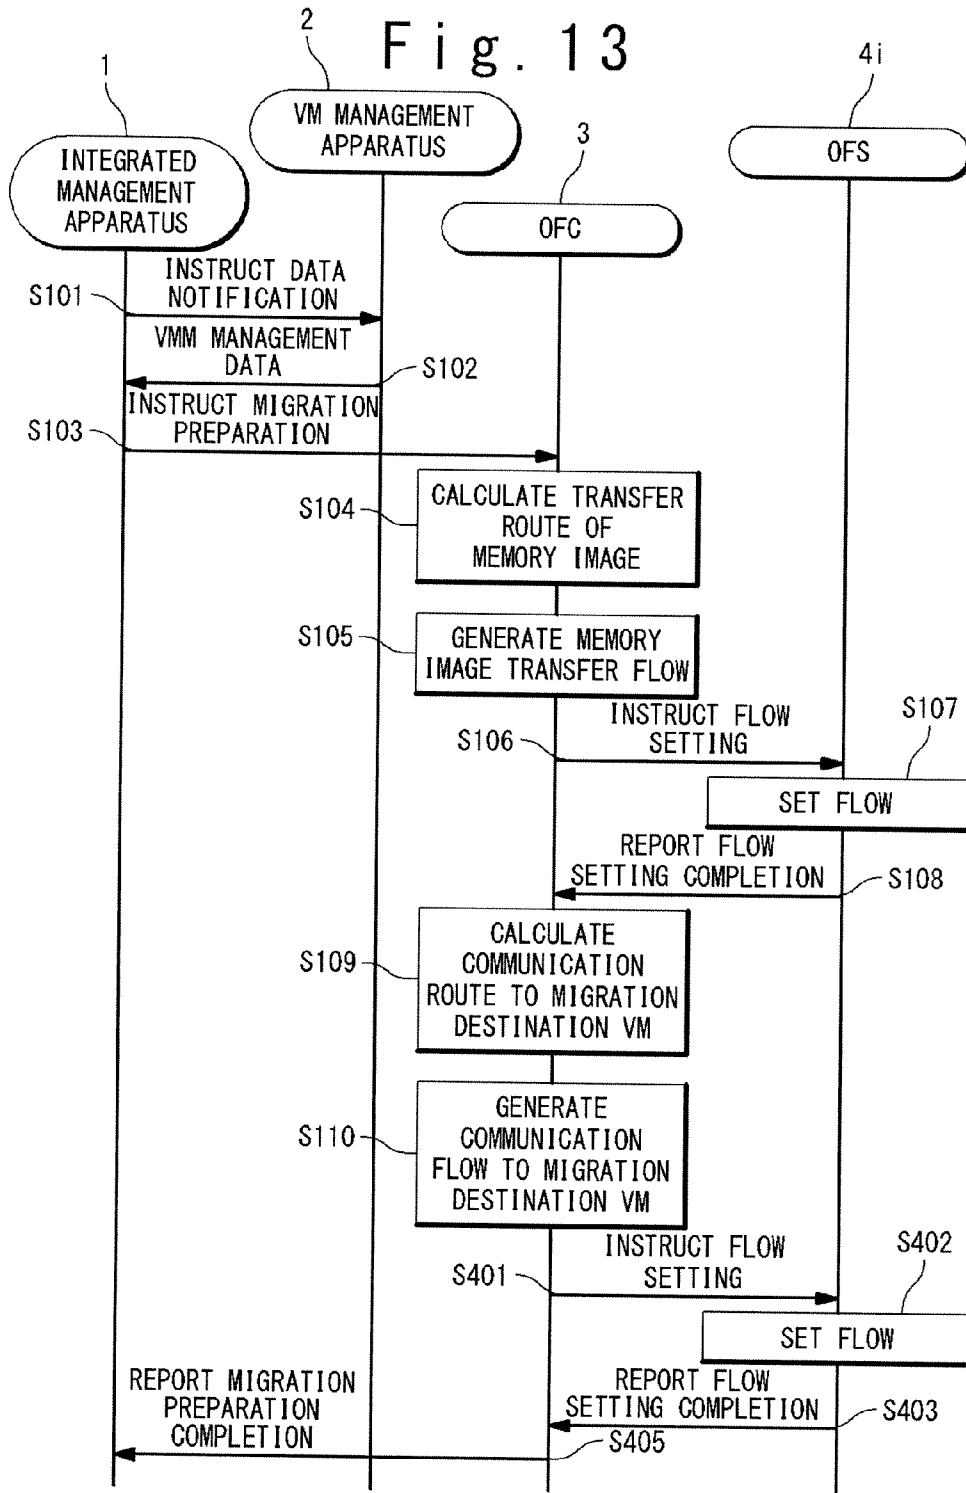 Fig. 13
1
2
3
4i
INTEGRATED
MANAGEMENT
APPARATUS
VM MANAGEMENT
APPARATUS
OFC
OFS
S101
INSTRUCT DATA
NOTIFICATION
VMM MANAGEMENT
DATA
S102
S103
INSTRUCT MIGRATION
PREPARATION
S104
CALCULATE TRANSFER
ROUTE OF
MEMORY IMAGE
S105
GENERATE MEMORY
IMAGE TRANSFER FLOW
S106
INSTRUCT FLOW
SETTING
S107
SET FLOW
REPORT FLOW
SETTING COMPLETION
S108
S109
CALCULATE
COMMUNICATION
ROUTE TO MIGRATION
DESTINATION VM
S110
GENERATE
COMMUNICATION
FLOW TO MIGRATION
DESTINATION VM
S401
INSTRUCT FLOW
SETTING
S402
SET FLOW
REPORT FLOW
SETTING COMPLETION
S403
REPORT MIGRATION
PREPARATION
COMPLETION
S405